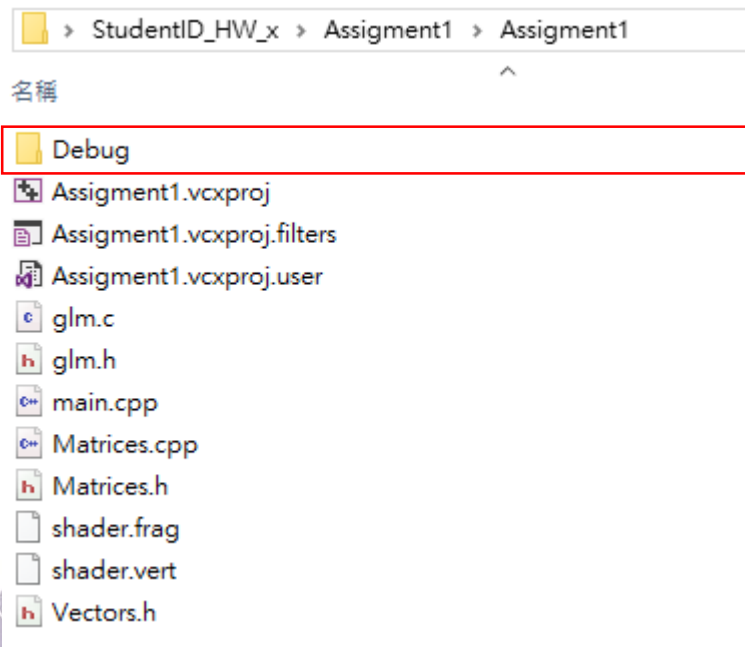 StudentID_HW_x > Assigment1 > Assigment1
名稱
Debug
Assigment1.vcxproj
Assigment1.vcxproj.filters
Assigment1.vcxproj.user
glm.c
glm.h
main.cpp
Matrices.cpp
Matrices.h
shader.frag
shader.vert
Vectors.h